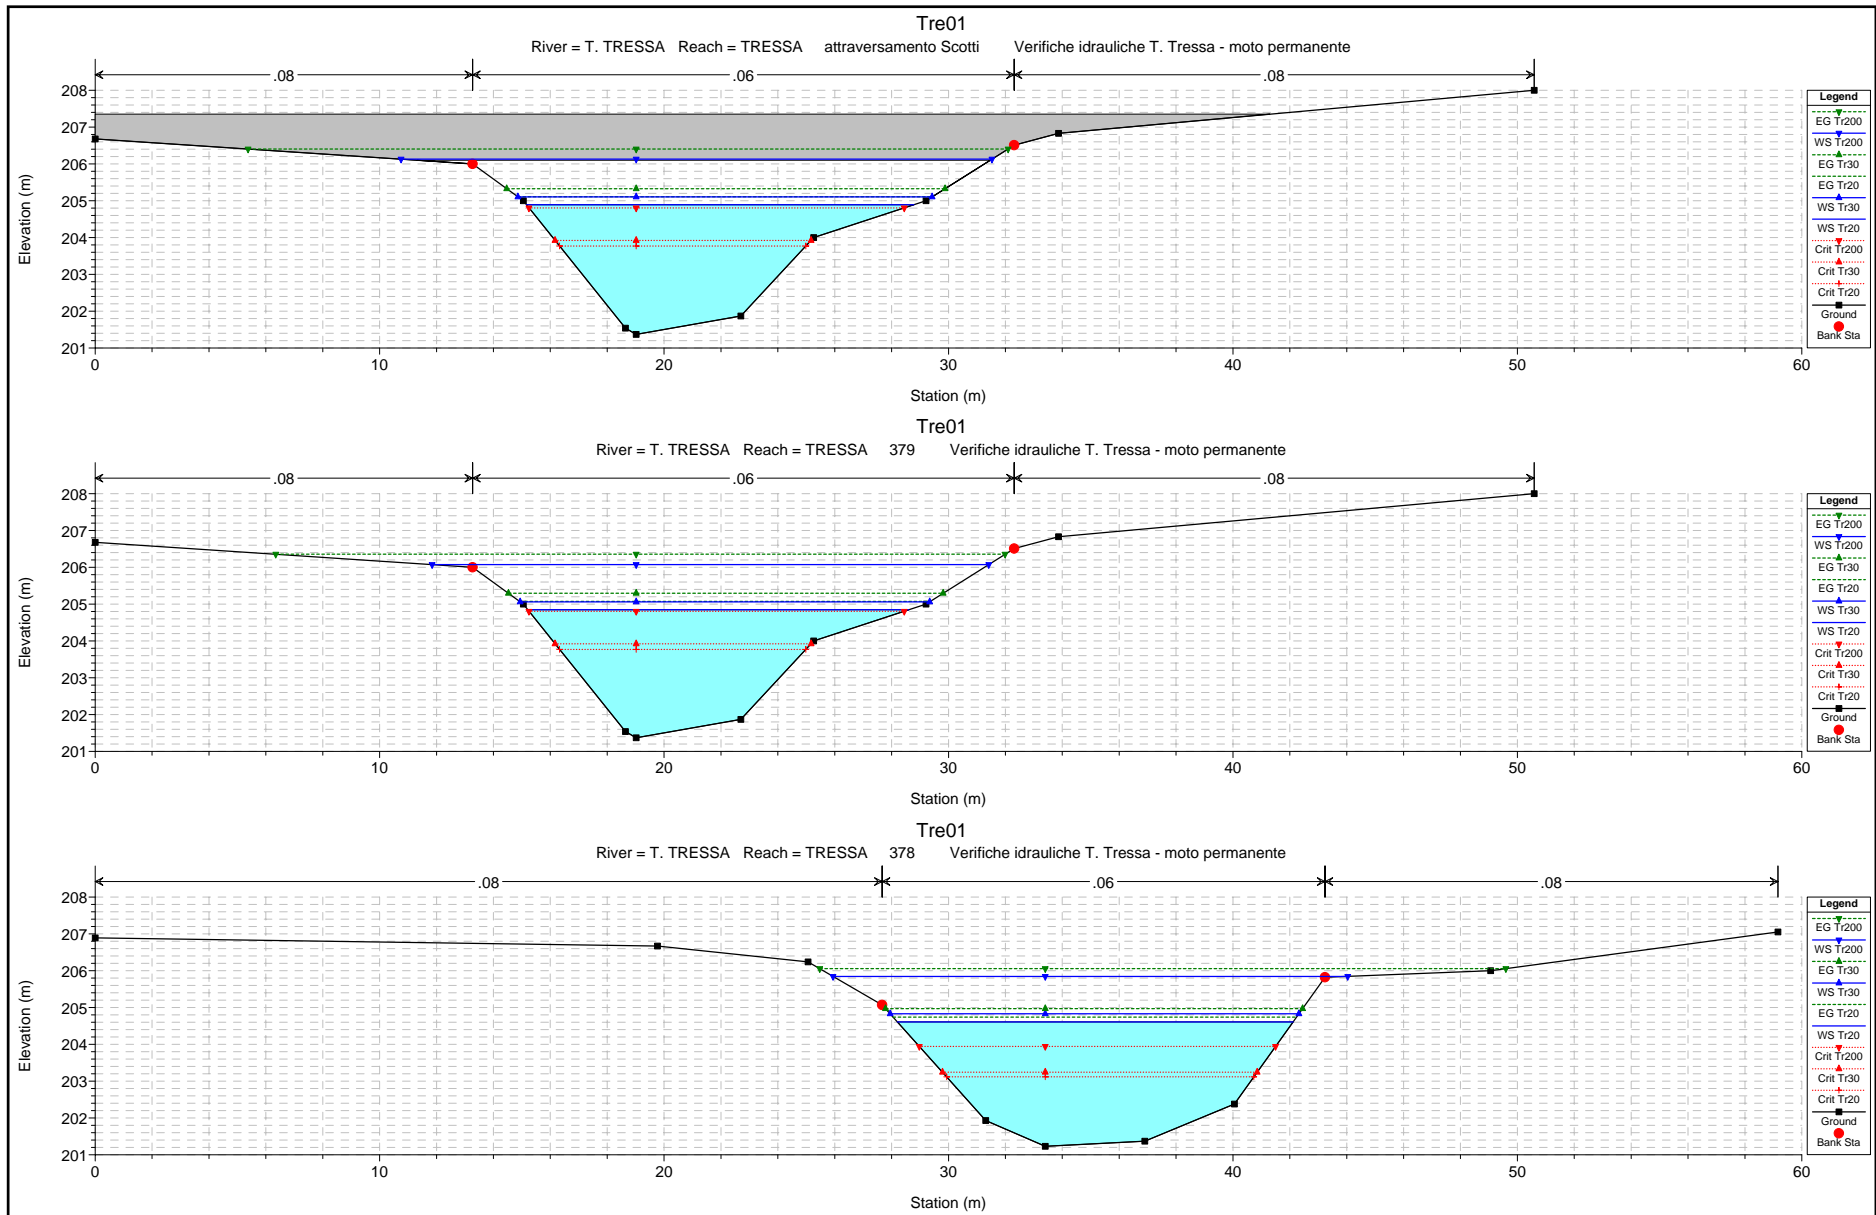 Tre01
River = T. TRESSA Reach = TRESSA attraversamento Scotti Verifiche idrauliche T. Tressa - moto permanente
.08 .06 .08
208
207
206
205
204
203
202
201
Elevation (m)
0 10 20 30 40 50 60
Station (m)
Legend
EG Tr200
WS Tr200
EG Tr30
EG Tr20
WS Tr30
WS Tr20
Crit Tr200
Crit Tr30
Crit Tr20
Ground
Bank Sta
Tre01
River = T. TRESSA Reach = TRESSA 379 Verifiche idrauliche T. Tressa - moto permanente
.08 .06 .08
208
207
206
205
204
203
202
201
Elevation (m)
0 10 20 30 40 50 60
Station (m)
Legend
EG Tr200
WS Tr200
EG Tr30
EG Tr20
WS Tr30
WS Tr20
Crit Tr200
Crit Tr30
Crit Tr20
Ground
Bank Sta
Tre01
River = T. TRESSA Reach = TRESSA 378 Verifiche idrauliche T. Tressa - moto permanente
.08 .06 .08
208
207
206
205
204
203
202
201
Elevation (m)
0 10 20 30 40 50 60
Station (m)
Legend
EG Tr200
WS Tr200
EG Tr30
WS Tr30
EG Tr20
WS Tr20
Crit Tr200
Crit Tr30
Crit Tr20
Ground
Bank Sta